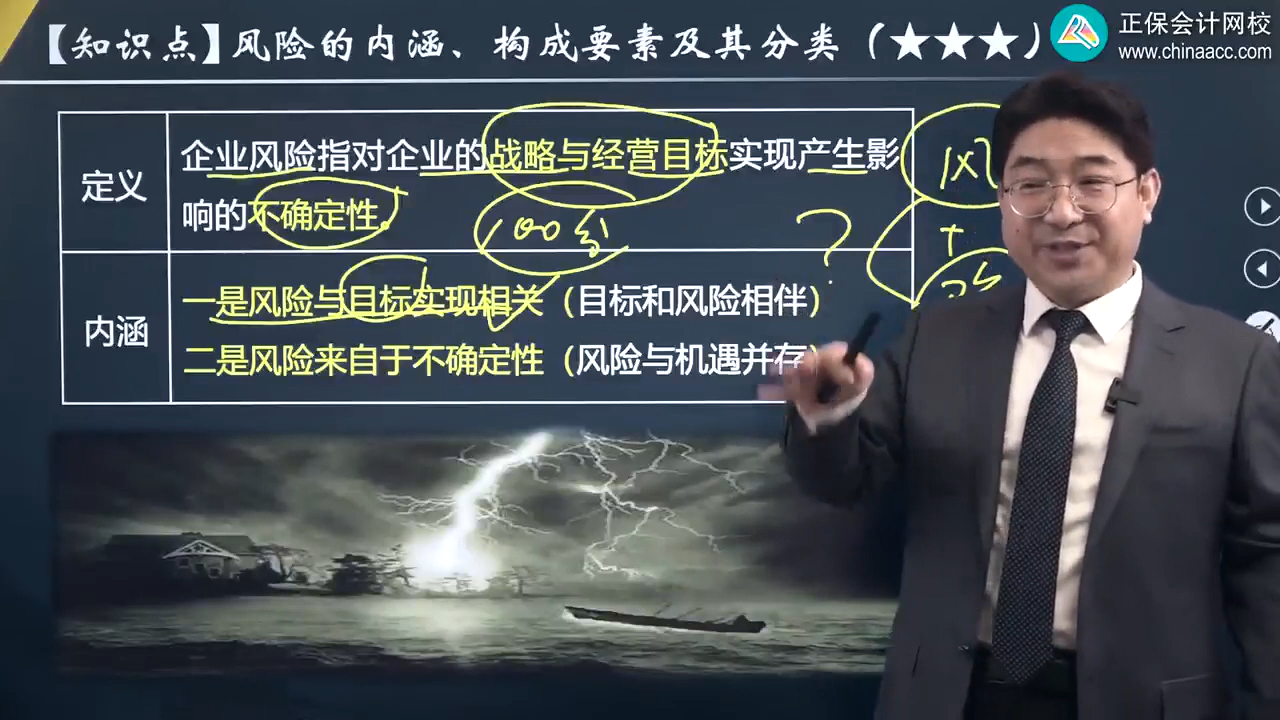 【知识点】风险的内涵、构成要素及其分类（★★★）
正保会计网校
www.chinaacc.com
定义
企业风险指对企业的战略与经营目标实现产生影
响的不确定性。
100分
?
风
+
内涵
一是风险与目标实现相关（目标和风险相伴）
二是风险来自于不确定性（风险与机遇并存）